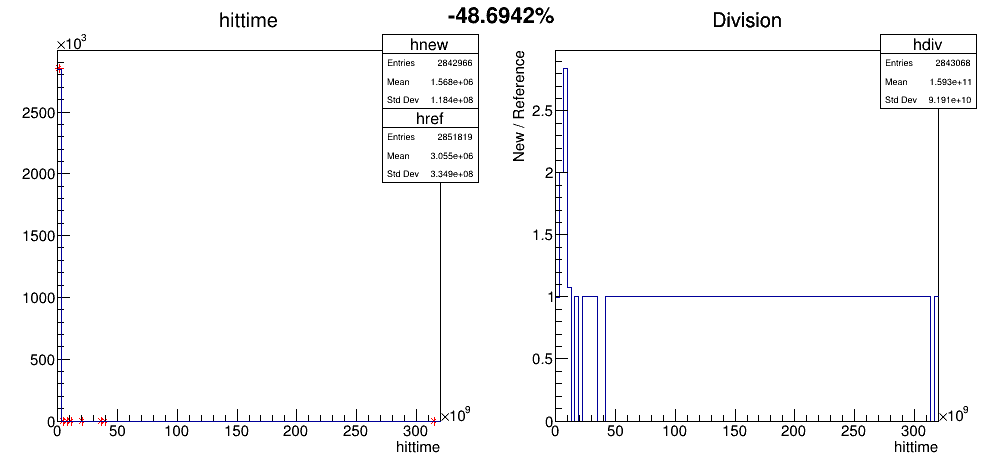 -48.6942%
hittime
×10³
hnew
Entries 2842966
Mean 1.568e+06
Std Dev 1.184e+08
href
Entries 2851819
Mean 3.055e+06
Std Dev 3.349e+08
2500
2000
1500
1000
500
0
0 50 100 150 200 250 300
×10⁹
hittime
Division
hdiv
Entries 2843068
Mean 1.593e+11
Std Dev 9.191e+10
New / Reference
2.5
2
1.5
1
0.5
0
0 50 100 150 200 250 300
×10⁹
hittime